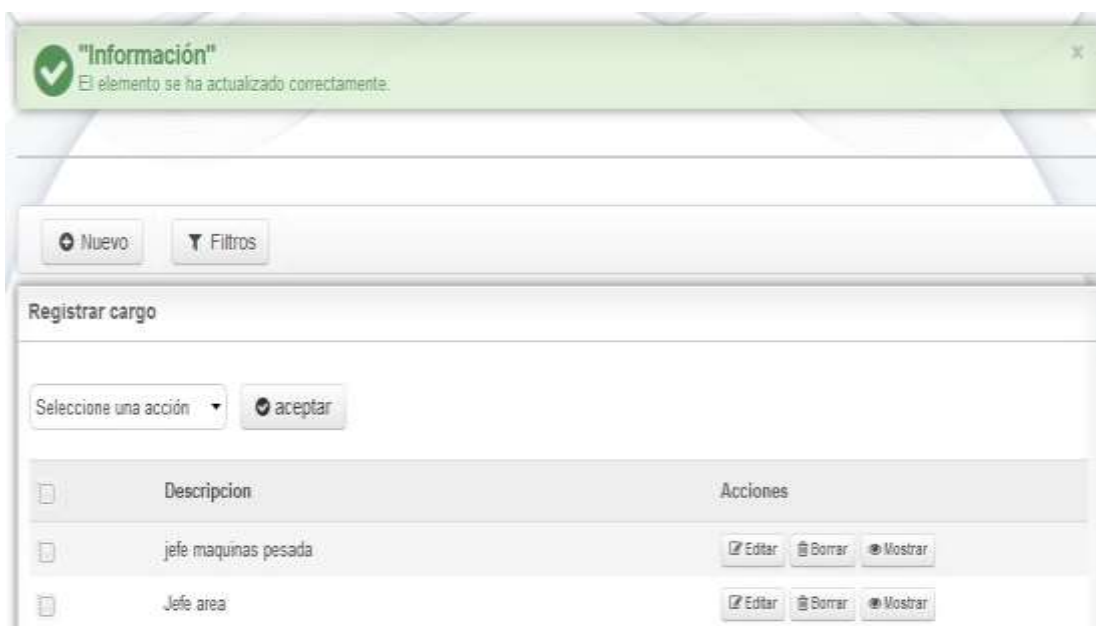 "Información"
El elemento se ha actualizado correctamente.
x
Nuevo Filtros
Registrar cargo
Seleccione una acción aceptar
Descripcion Acciones
jefe maquinas pesada Editar Borrar Mostrar
Jefe area Editar Borrar Mostrar